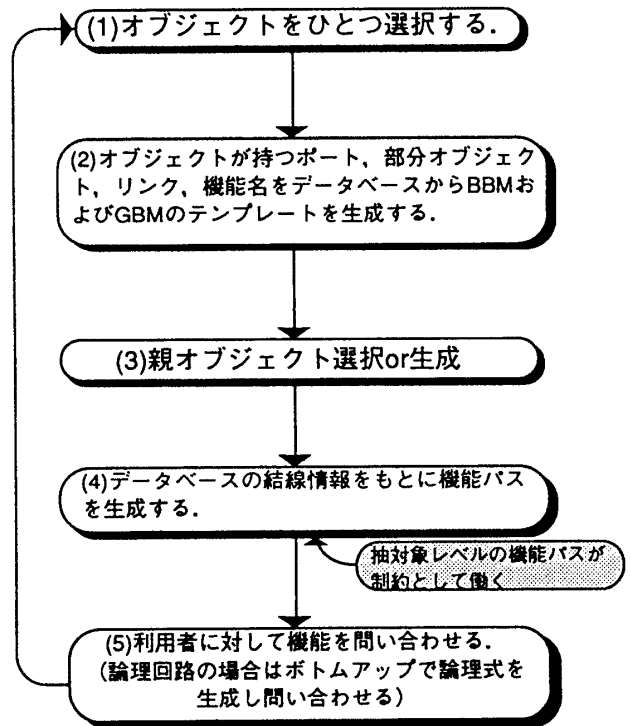 (1)オブジェクトをひとつ選択する．
(2)オブジェクトが持つポート，部分オブジェク
ト，リンク，機能名をデータベースからBBMお
よびGBMのテンプレートを生成する．
(3)親オブジェクト選択or生成
(4)データベースの結線情報をもとに機能パス
を生成する．
抽対象レベルの機能パスが
制約として働く
(5)利用者に対して機能を問い合わせる．
（論理回路の場合はボトムアップで論理式を
生成し問い合わせる）